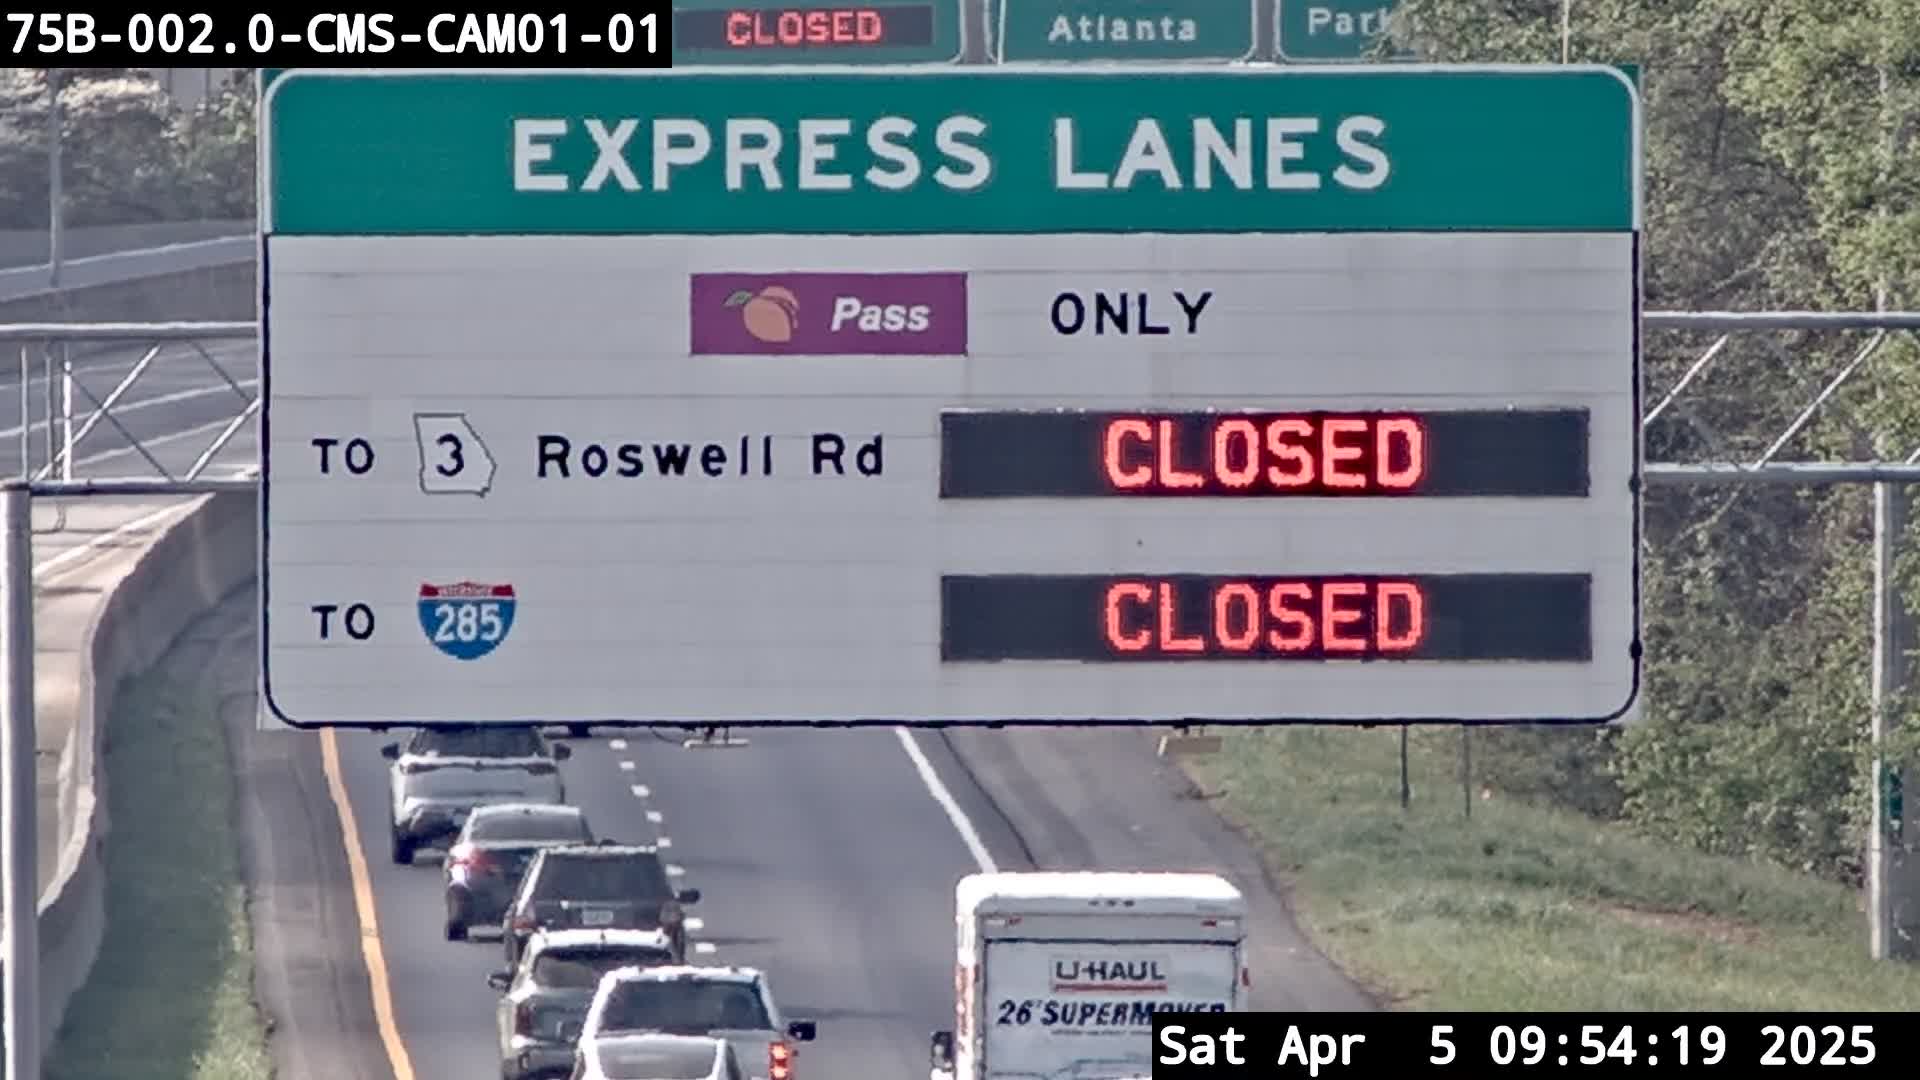 75B-002.0-CMS-CAM01-01
CLOSED
Atlanta
EXPRESS LANES
Pass ONLY
TO 3 Roswell Rd CLOSED
TO 285 CLOSED
U-HAUL
26' SUPERMOVER
Sat Apr 5 09:54:19 2025